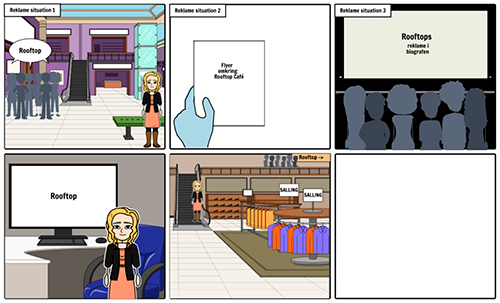 Reklame situation 1
Rooftop
Reklame situation 2
Flyer
omkring
Rooftop Café
Reklame situation 3
Rooftops
reklame i
biografen
Rooftop
Rooftop ->
SALLING
SALLING